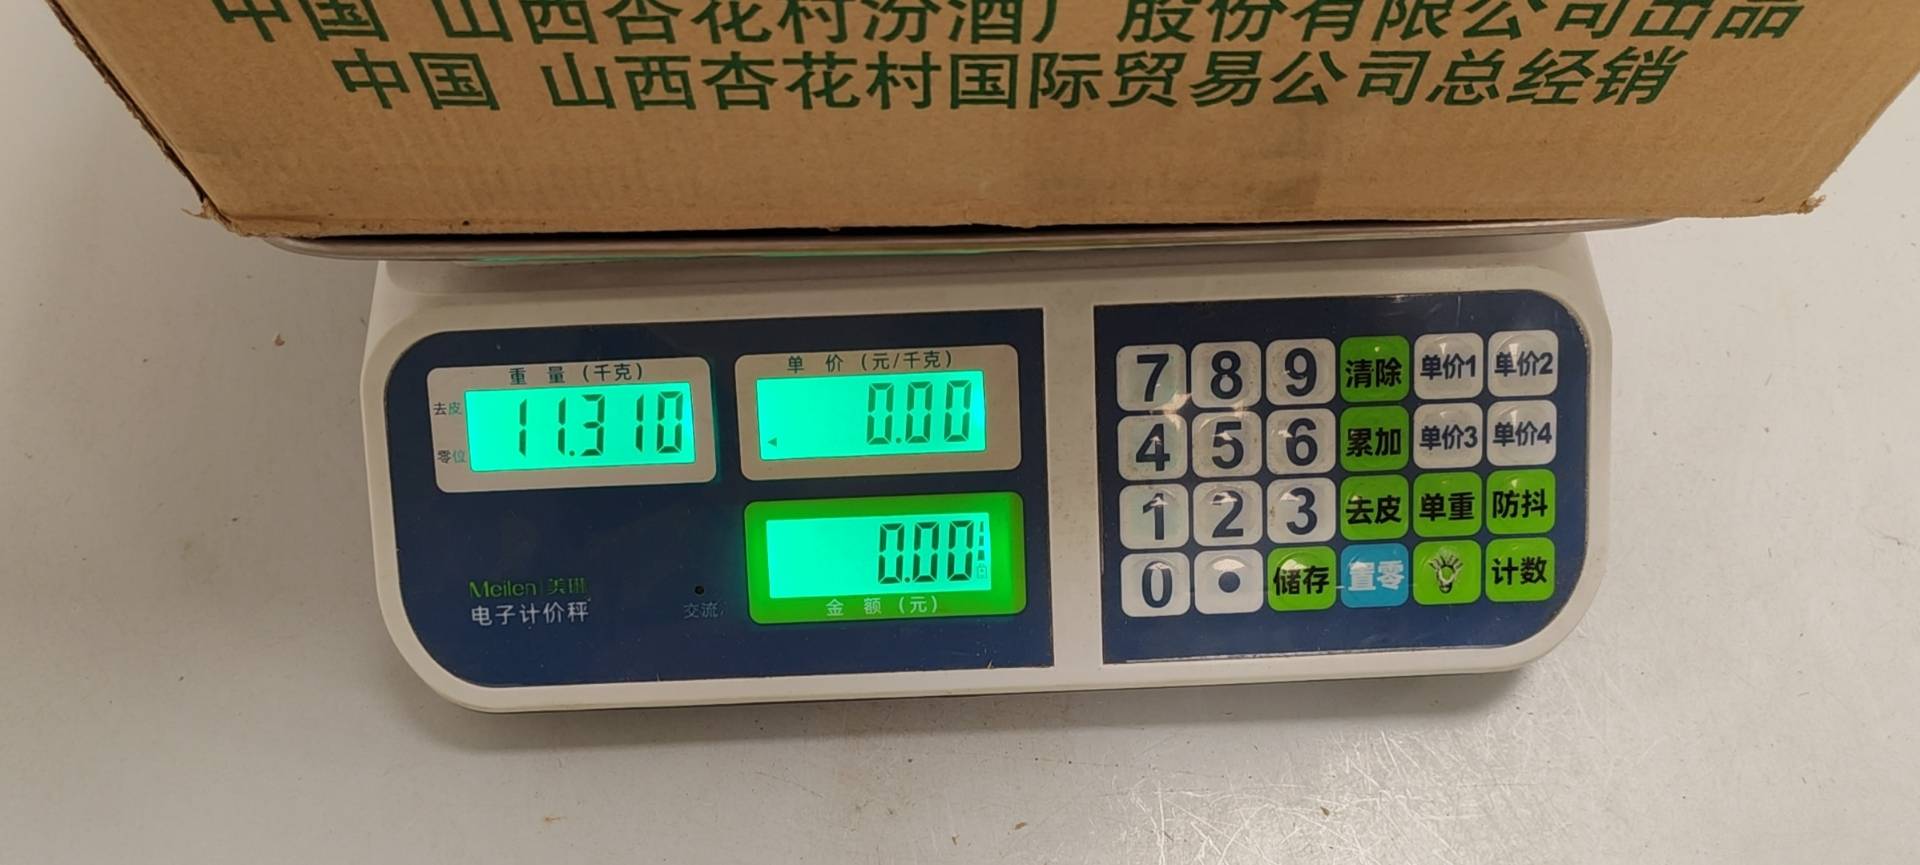 中国 山西杏花村汾酒厂股份有限公司出品
中国 山西杏花村国际贸易公司总经销
重 量 (千克)
去皮
零位
11.310
单 价 (元/千克)
0.00
0.00
金 额 (元)
Meilen 美琳
电子计价秤
交流
7 8 9 清除 单价1 单价2
4 5 6 累加 单价3 单价4
1 2 3 去皮 单重 防抖
0 • 储存 置零 计数